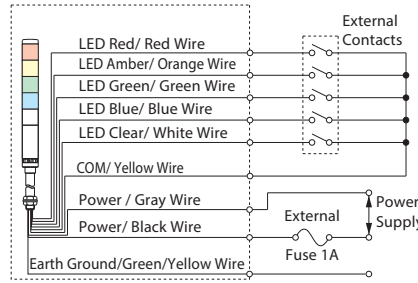 LED Red/ Red Wire
LED Amber/ Orange Wire
LED Green/ Green Wire
LED Blue/ Blue Wire
LED Clear/ White Wire
COM/ Yellow Wire
Power / Gray Wire
Power/ Black Wire
Earth Ground/Green/Yellow Wire
External
Contacts
External
Fuse 1A
Power
Supply